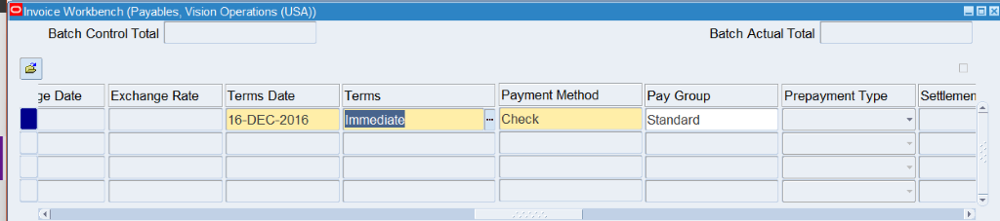 Invoice Workbench (Payables, Vision Operations (USA))
Batch Control Total Batch Actual Total
ge Date Exchange Rate Terms Date Terms Payment Method Pay Group Prepayment Type Settlemen
16-DEC-2016 Immediate ... Check Standard